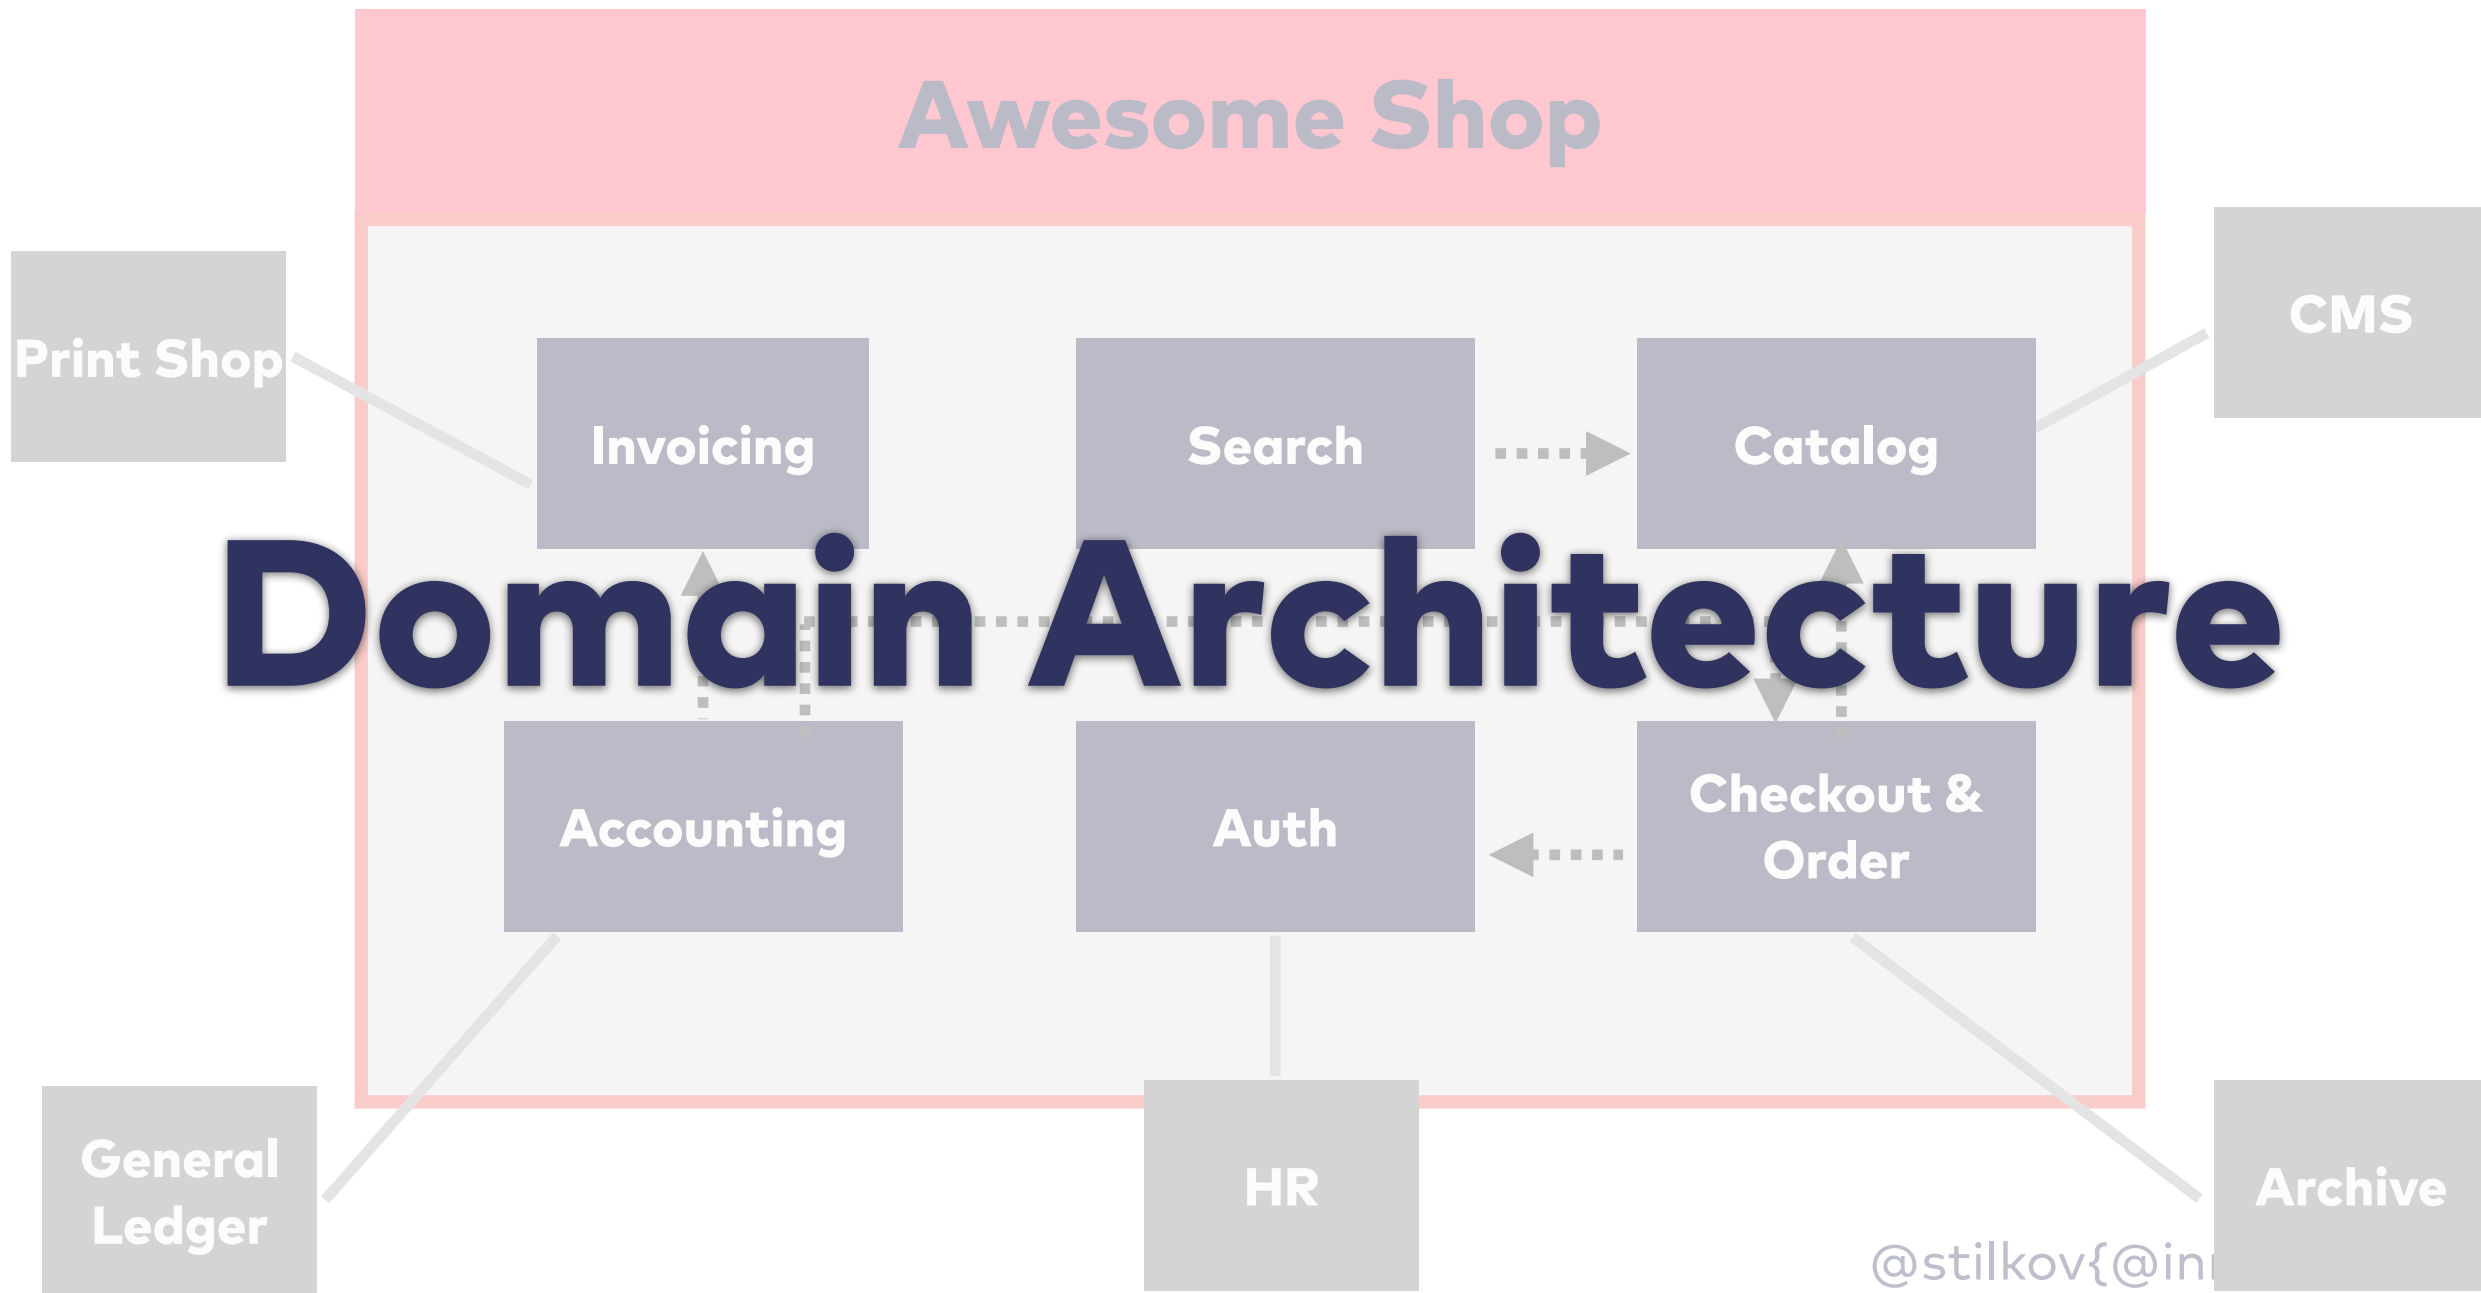 Awesome Shop
Print Shop
CMS
Invoicing
Search
Catalog
Domain Architecture
Accounting
Auth
Checkout &
Order
General
Ledger
HR
Archive
@stilkov{@in